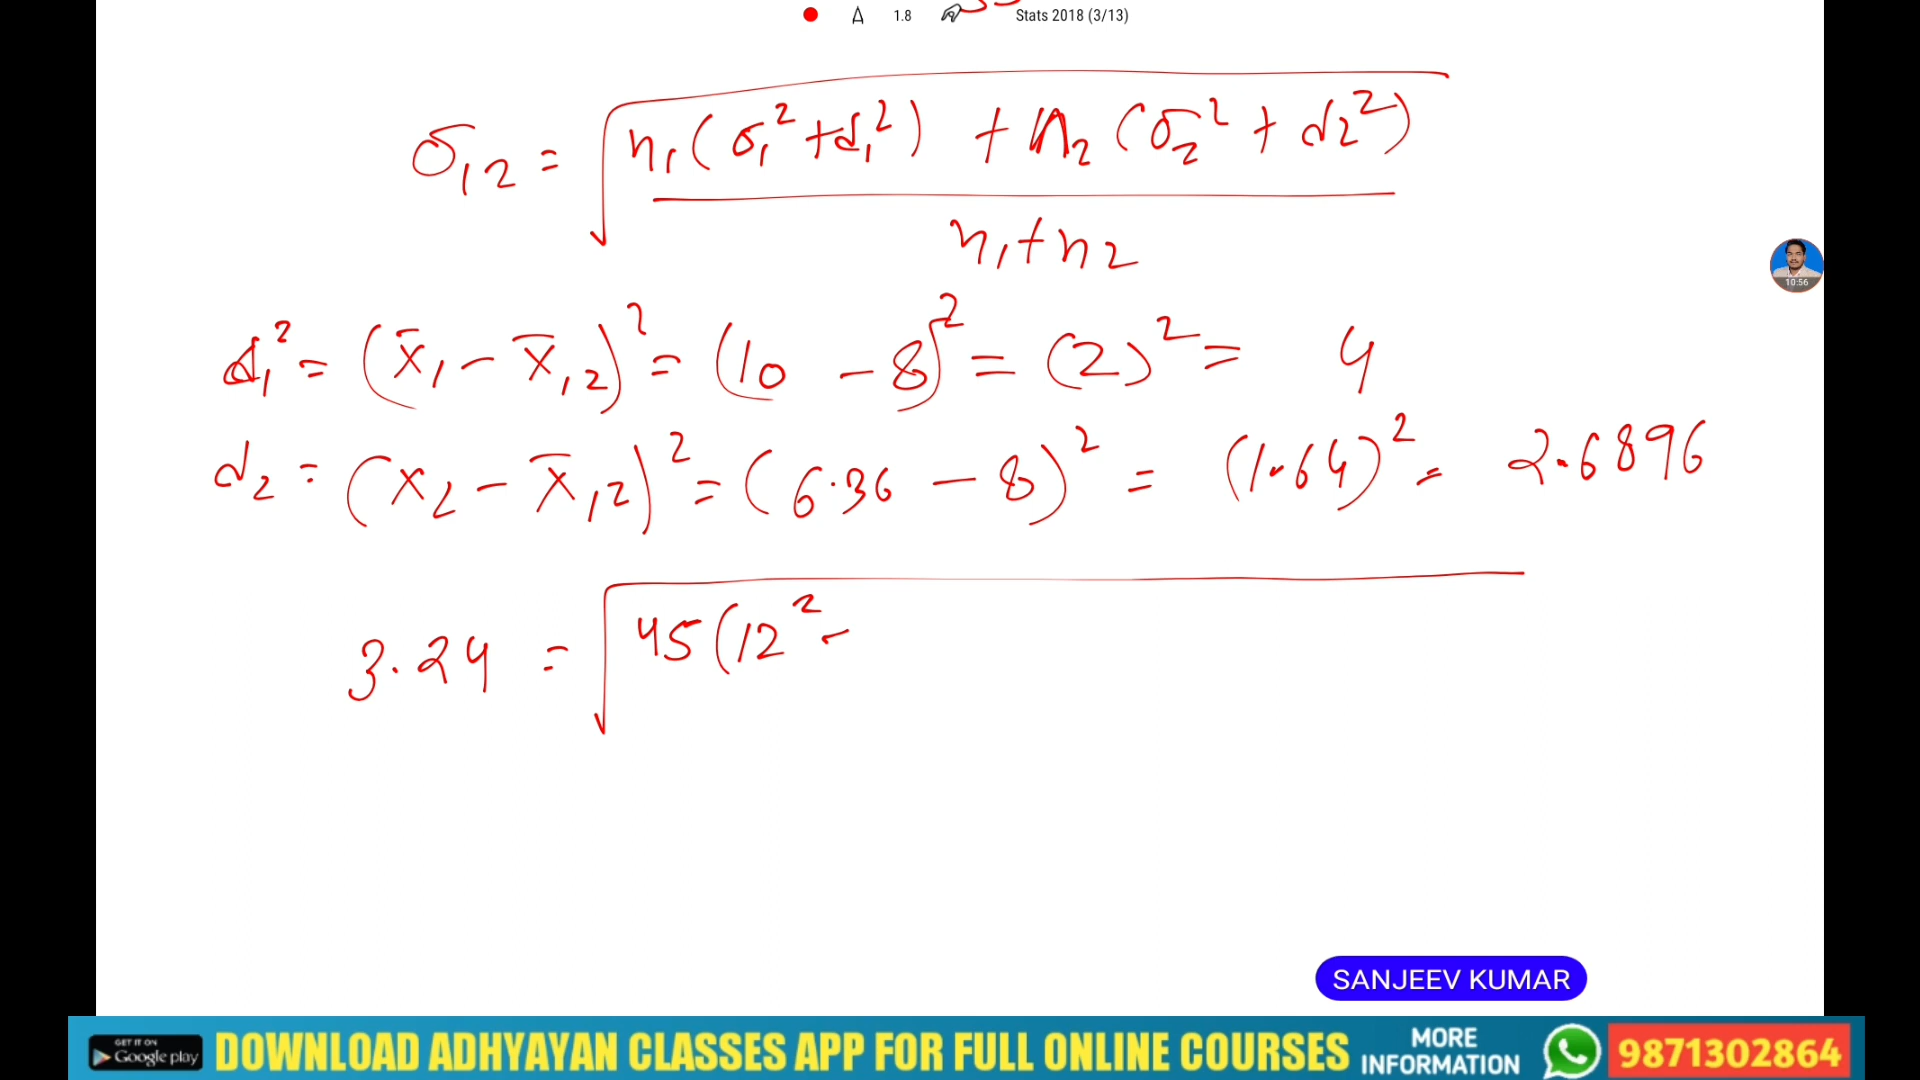 1.8 Stats 2018 (3/13)
σ₁₂ = √(n₁(σ₁² + d₁²) + n₂(σ₂² + d₂²) / n₁+n₂)
10:56
d₁² = (x̄₁ − x̄₁₂)² = (10 − 8)² = (2)² = 4
d₂ = (x₂ − x̄₁₂)² = (6.36 − 8)² = (1.64)² = 2.6896
3.24 = √45(12² -
SANJEEV KUMAR
GET IT ON
Google play
DOWNLOAD ADHYAYAN CLASSES APP FOR FULL ONLINE COURSES
MORE
INFORMATION
9871302864